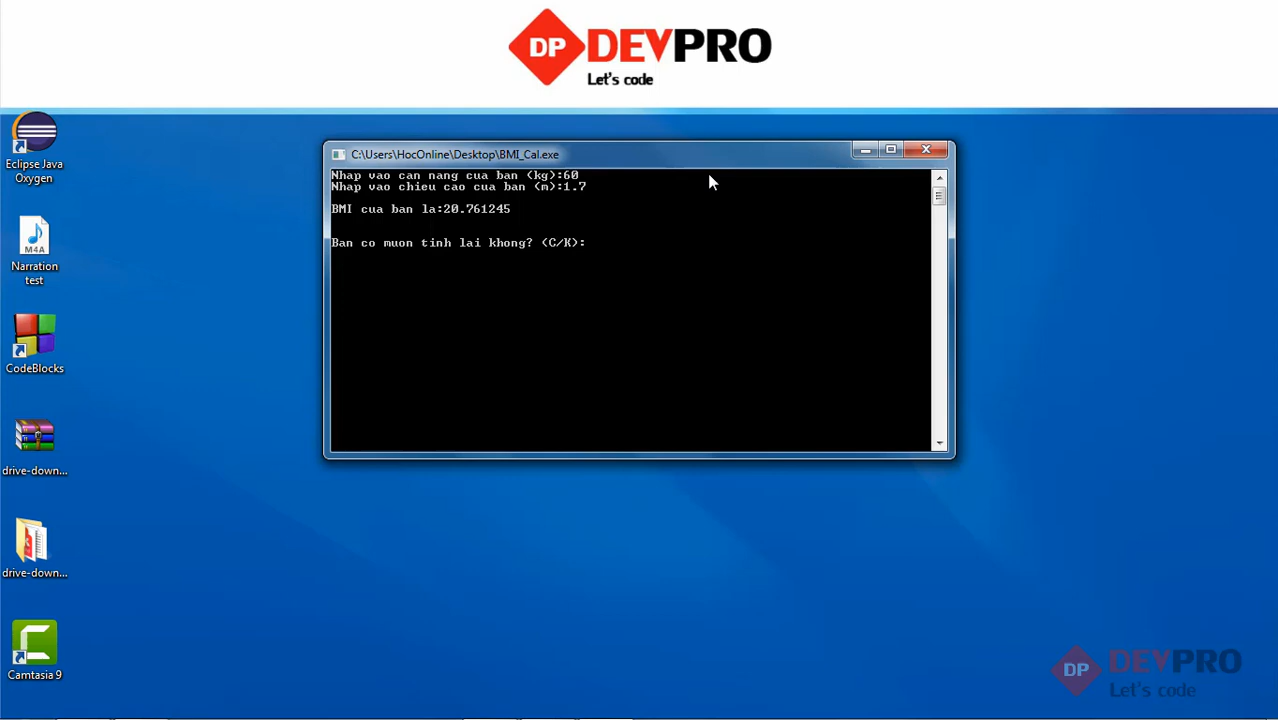 DP DEVPRO
Let's code
Eclipse Java
Oxygen
M4A
Narration
test
CodeBlocks
drive-down...
drive-down...
Camtasia 9
C:\Users\HocOnline\Desktop\BMI_Cal.exe
Nhap vao can nang cua ban (kg):60
Nhap vao chieu cao cua ban (m):1.7
BMI cua ban la:20.761245
Ban co muon tinh lai khong? (C/K):
DP DEVPRO
Let's code